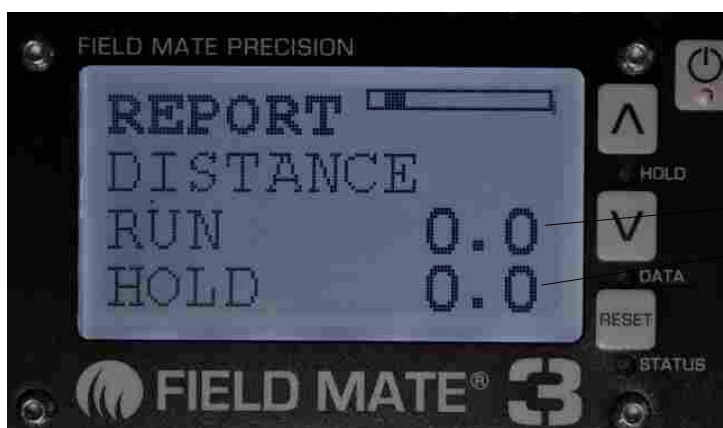 FIELD MATE PRECISION
REPORT
DISTANCE
RUN 0.0
HOLD 0.0
HOLD
DATA
RESET
STATUS
FIELD MATE® 3